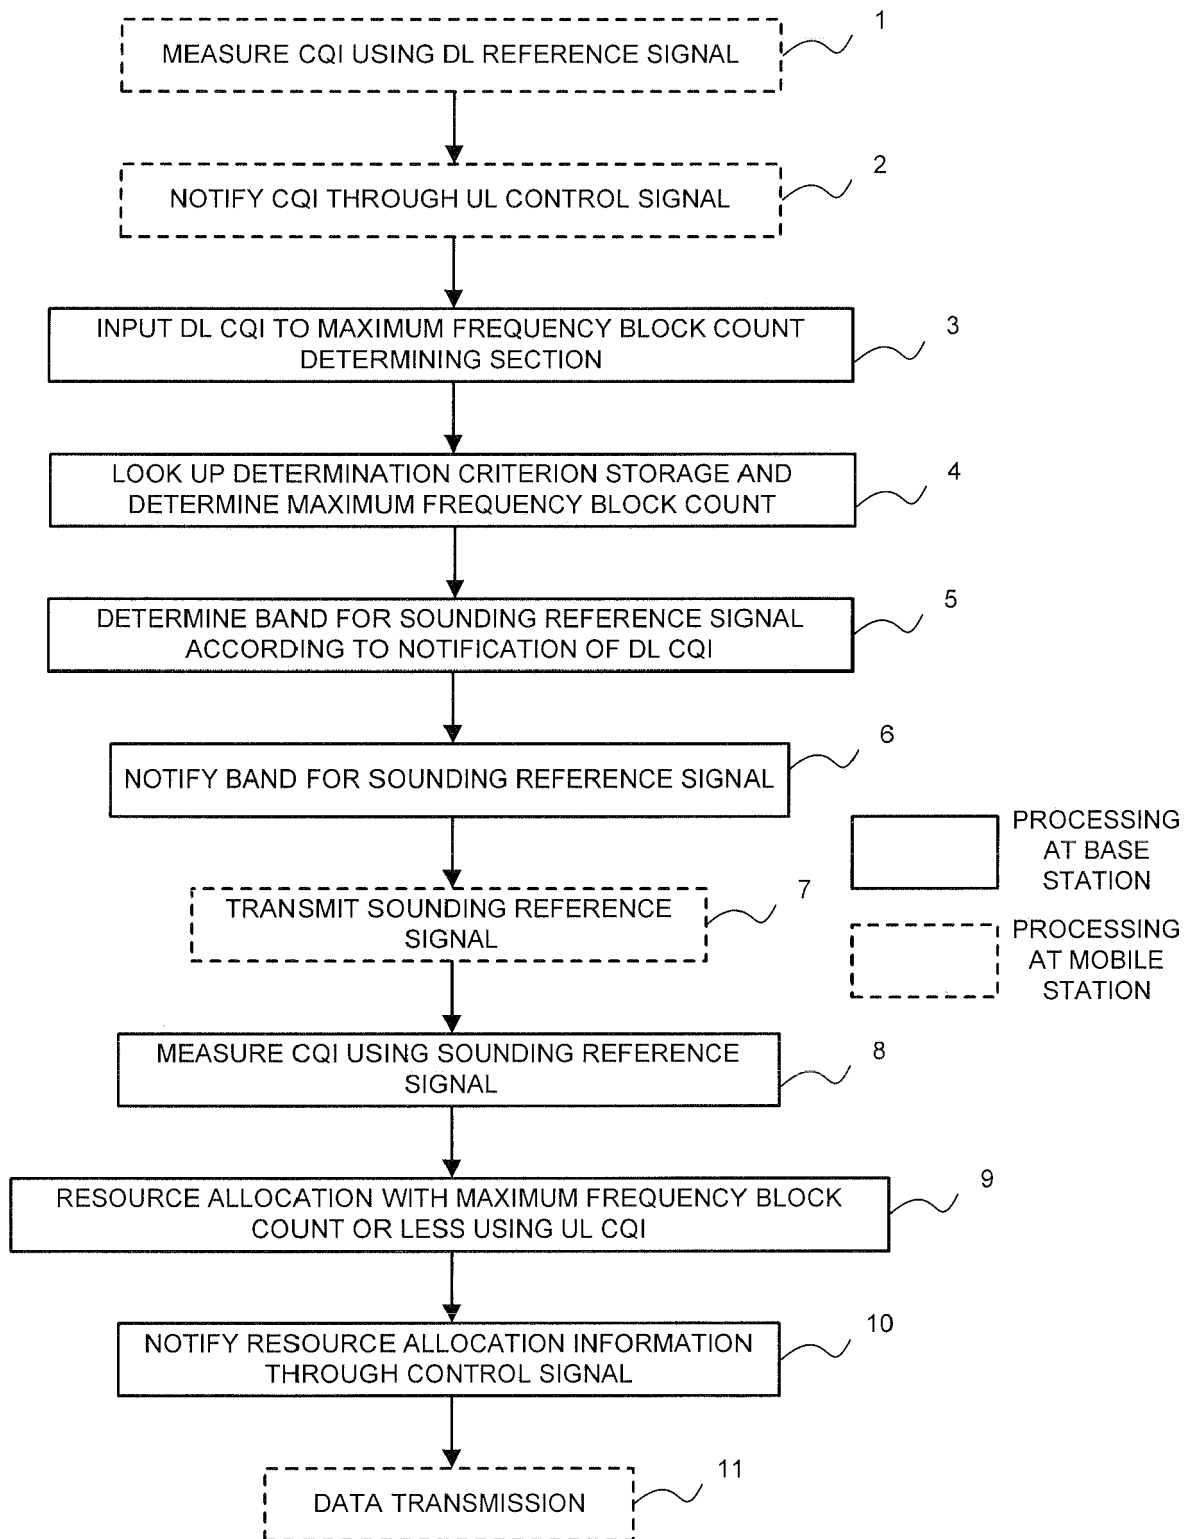 1
MEASURE CQI USING DL REFERENCE SIGNAL
2
NOTIFY CQI THROUGH UL CONTROL SIGNAL
3
INPUT DL CQI TO MAXIMUM FREQUENCY BLOCK COUNT
DETERMINING SECTION
4
LOOK UP DETERMINATION CRITERION STORAGE AND
DETERMINE MAXIMUM FREQUENCY BLOCK COUNT
5
DETERMINE BAND FOR SOUNDING REFERENCE SIGNAL
ACCORDING TO NOTIFICATION OF DL CQI
6
NOTIFY BAND FOR SOUNDING REFERENCE SIGNAL
PROCESSING
AT BASE
STATION
7
TRANSMIT SOUNDING REFERENCE
SIGNAL
PROCESSING
AT MOBILE
STATION
8
MEASURE CQI USING SOUNDING REFERENCE
SIGNAL
9
RESOURCE ALLOCATION WITH MAXIMUM FREQUENCY BLOCK
COUNT OR LESS USING UL CQI
10
NOTIFY RESOURCE ALLOCATION INFORMATION
THROUGH CONTROL SIGNAL
11
DATA TRANSMISSION